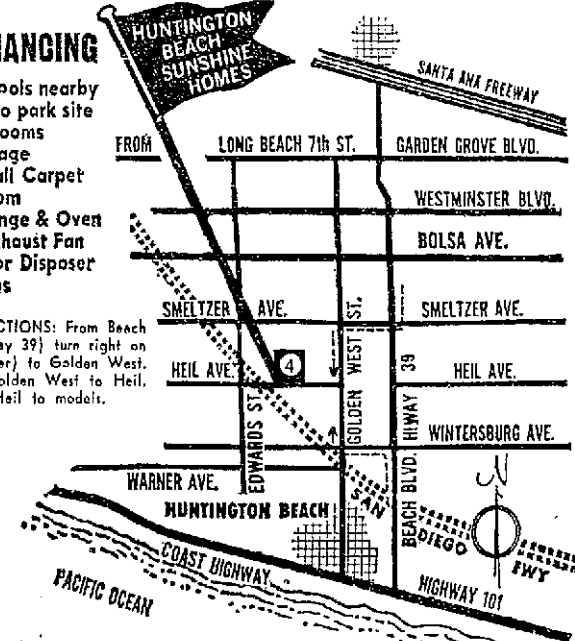 NANCING
ools nearby
o park site
ooms
age
all Carpet
om
nge & Oven
haust Fan
or Disposer
ns
CTIONS: From Beach
ay 39) turn right on
er) to Golden West.
olden West to Heil.
Heil to models.
HUNTINGTON
BEACH
SUNSHINE
HOMES
SANTA ANA FREEWAY
FROM LONG BEACH 7th ST. GARDEN GROVE BLVD.
WESTMINSTER BLVD.
BOLSA AVE.
SMELTZER AVE. SMELTZER AVE.
HEIL AVE. 4 HEIL AVE.
EDWARDS ST.
GOLDEN WEST ST.
BEACH BLVD. HIWAY 39
WINTERSBURG AVE.
WARNER AVE.
HUNTINGTON BEACH
SAN DIEGO FWY
N
COAST HIGHWAY
HIGHWAY 101
PACIFIC OCEAN